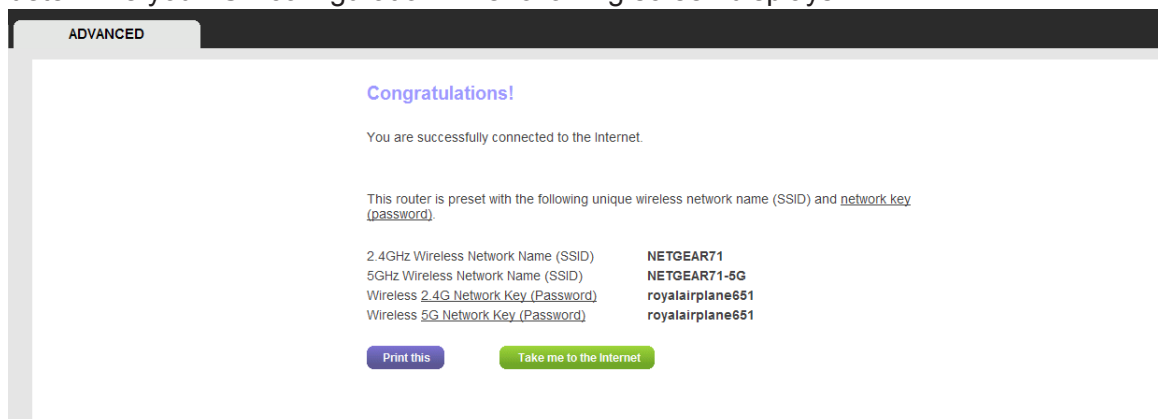 ADVANCED
Congratulations!
You are successfully connected to the Internet.
This router is preset with the following unique wireless network name (SSID) and network key
(password).
2.4GHz Wireless Network Name (SSID) NETGEAR71
5GHz Wireless Network Name (SSID) NETGEAR71-5G
Wireless 2.4G Network Key (Password) royalairplane651
Wireless 5G Network Key (Password) royalairplane651
Print this Take me to the Internet